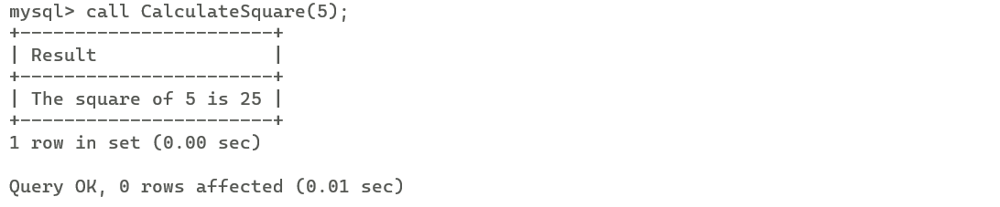 mysql> call CalculateSquare(5);
+----------------------+
| Result               |
+----------------------+
| The square of 5 is 25 |
+----------------------+
1 row in set (0.00 sec)

Query OK, 0 rows affected (0.01 sec)